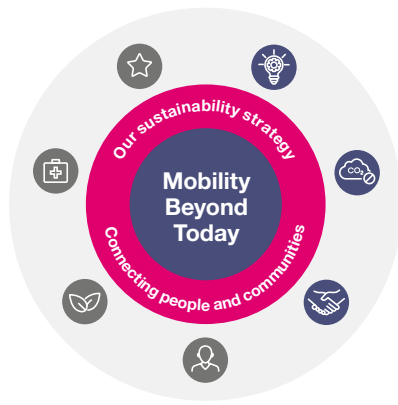 Our sustainability strategy
Mobility
Beyond
Today
Connecting people and communities
CO₂